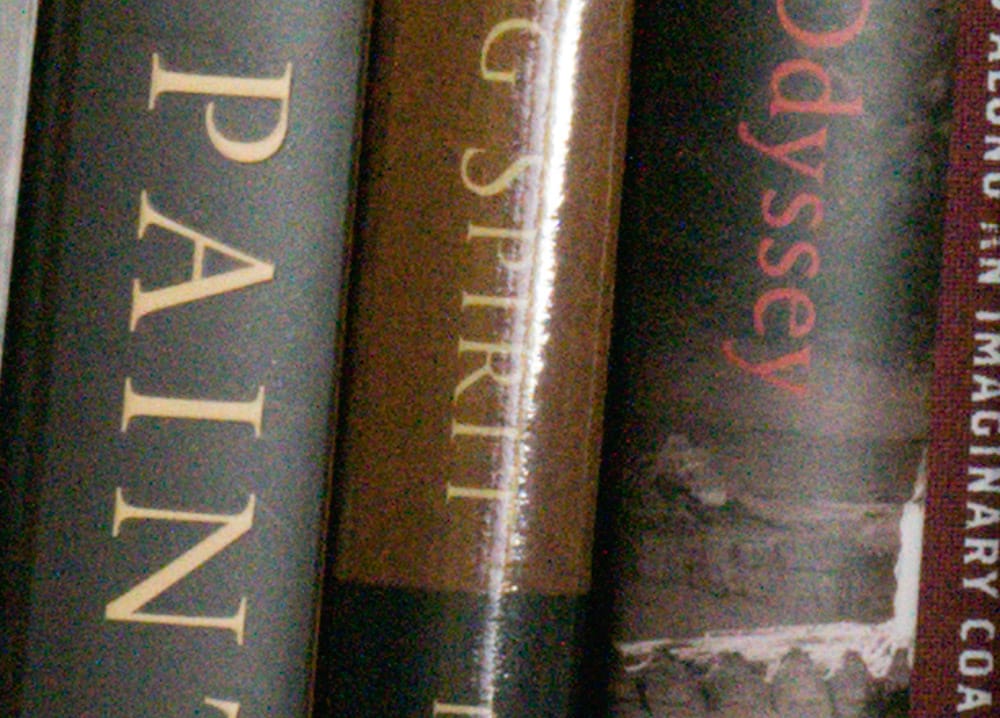 PAIN
G SPIRIT
Odyssey
ALONG AN IMAGINARY COA